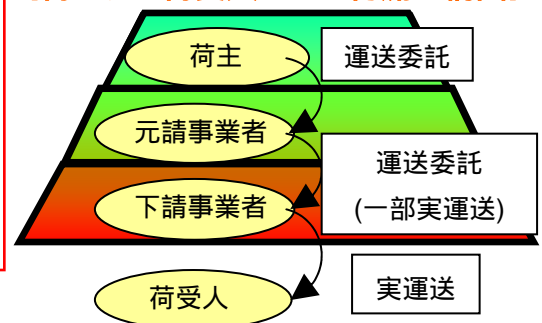 荷主
運送委託
元請事業者
運送委託
(一部実運送)
下請事業者
実運送
荷受人